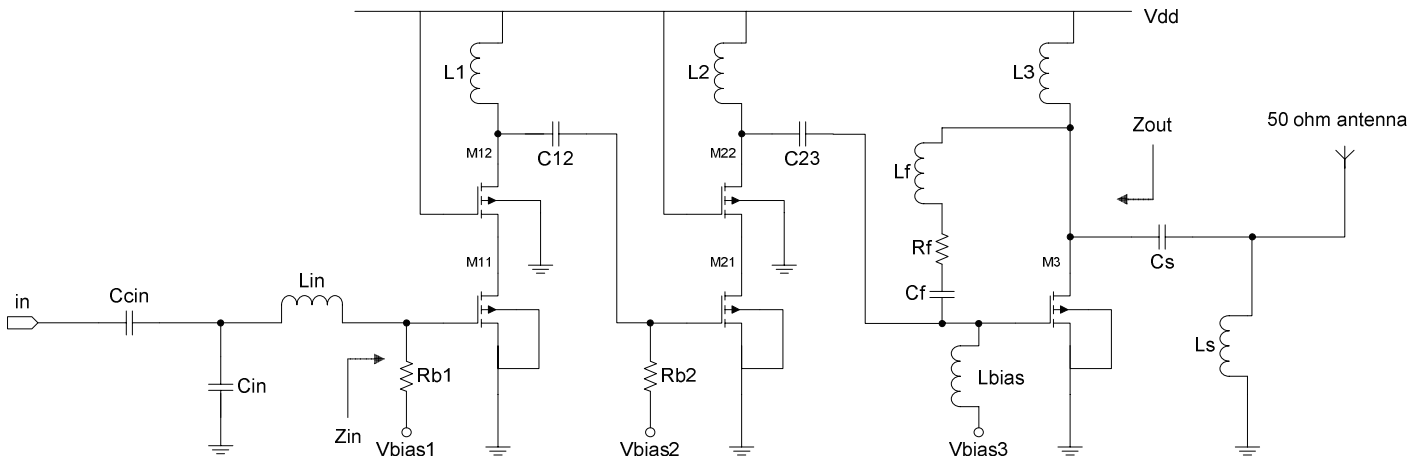 Vdd
L1
L2
L3
Zout
50 ohm antenna
M12
C12
M22
C23
Lf
Rf
M11
M21
M3
Cs
in
Ccin
Lin
Cf
Cin
Zin
Rb1
Rb2
Lbias
Ls
Vbias1
Vbias2
Vbias3